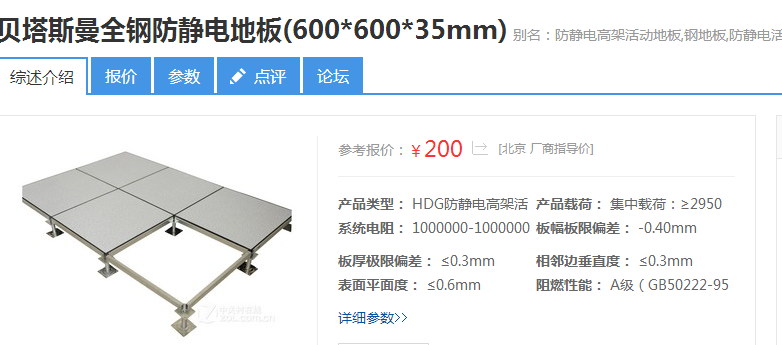 贝塔斯曼全钢防静电地板(600*600*35mm) 别名：防静电高架活动地板,钢地板,防静电活
综述介绍 报价 参数 点评 论坛
参考报价：￥200 [北京 厂商指导价]
产品类型： HDG防静电高架活 产品载荷： 集中载荷：≥2950
系统电阻： 1000000-1000000 板幅板限偏差： -0.40mm
板厚极限偏差： ≤0.3mm 相邻边垂直度： ≤0.3mm
表面平面度： ≤0.6mm 阻燃性能： A级（GB50222-95
详细参数>>
中关村在线
ZOL.com.cn